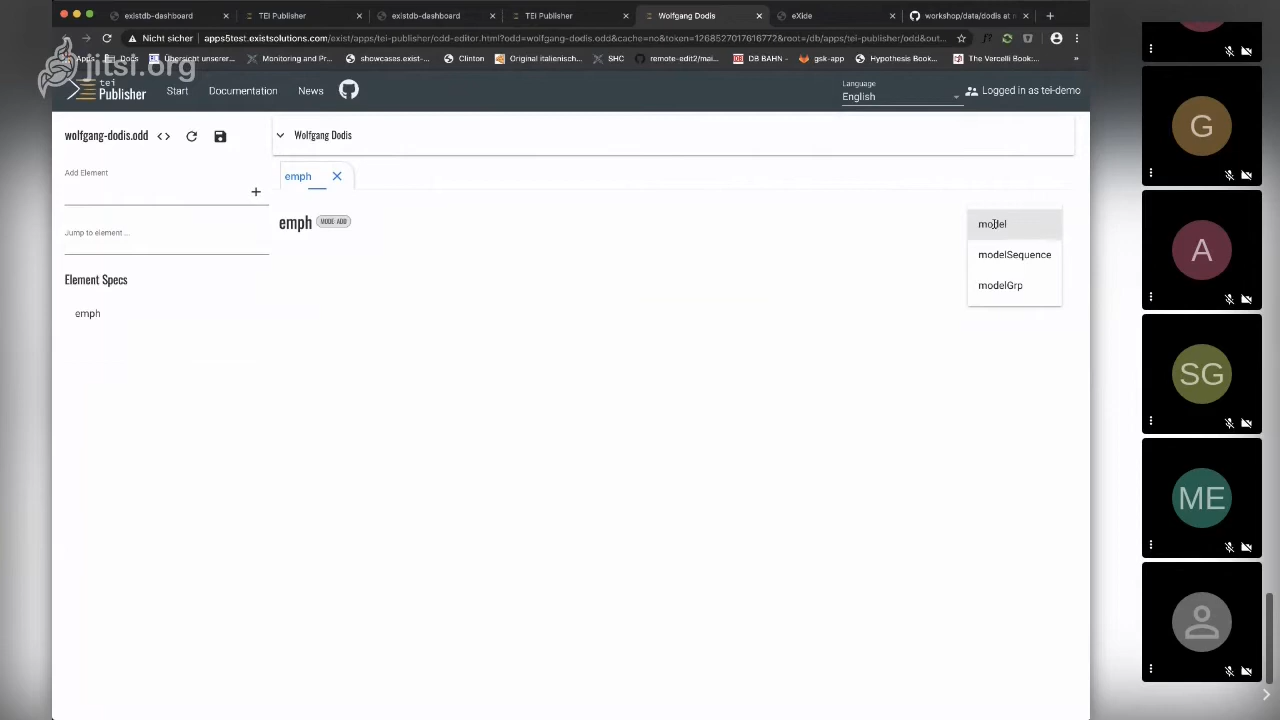 existdb-dashboard
TEI Publisher
existdb-dashboard
TEI Publisher
Wolfgang Dodis
eXide
workshop/data/dodis at m
Nicht sicher
apps5test.existsolutions.com/exist/apps/tei-publisher/odd-editor.html?odd=wolfgang-dodis.odd&cache=no&token=1268527017616772&root=/db/apps/tei-publisher/odd&out...
Apps
Docs
Übersicht unserer...
Monitoring and Pr...
showcases.exist-...
Clinton
Original italienisch...
SHC
remote-edit2/mai...
DB BAHN - ...
gsk-app
Hypothesis Book...
The Vercelli Book:...
»
jitsi.org
tei
Publisher
Start
Documentation
News
Language
English
Logged in as tei-demo
wolfgang-dodis.odd
Wolfgang Dodis
Add Element
emph
Jump to element ...
emph
MODE: ADD
model
modelSequence
modelGrp
Element Specs
emph
G
A
SG
ME